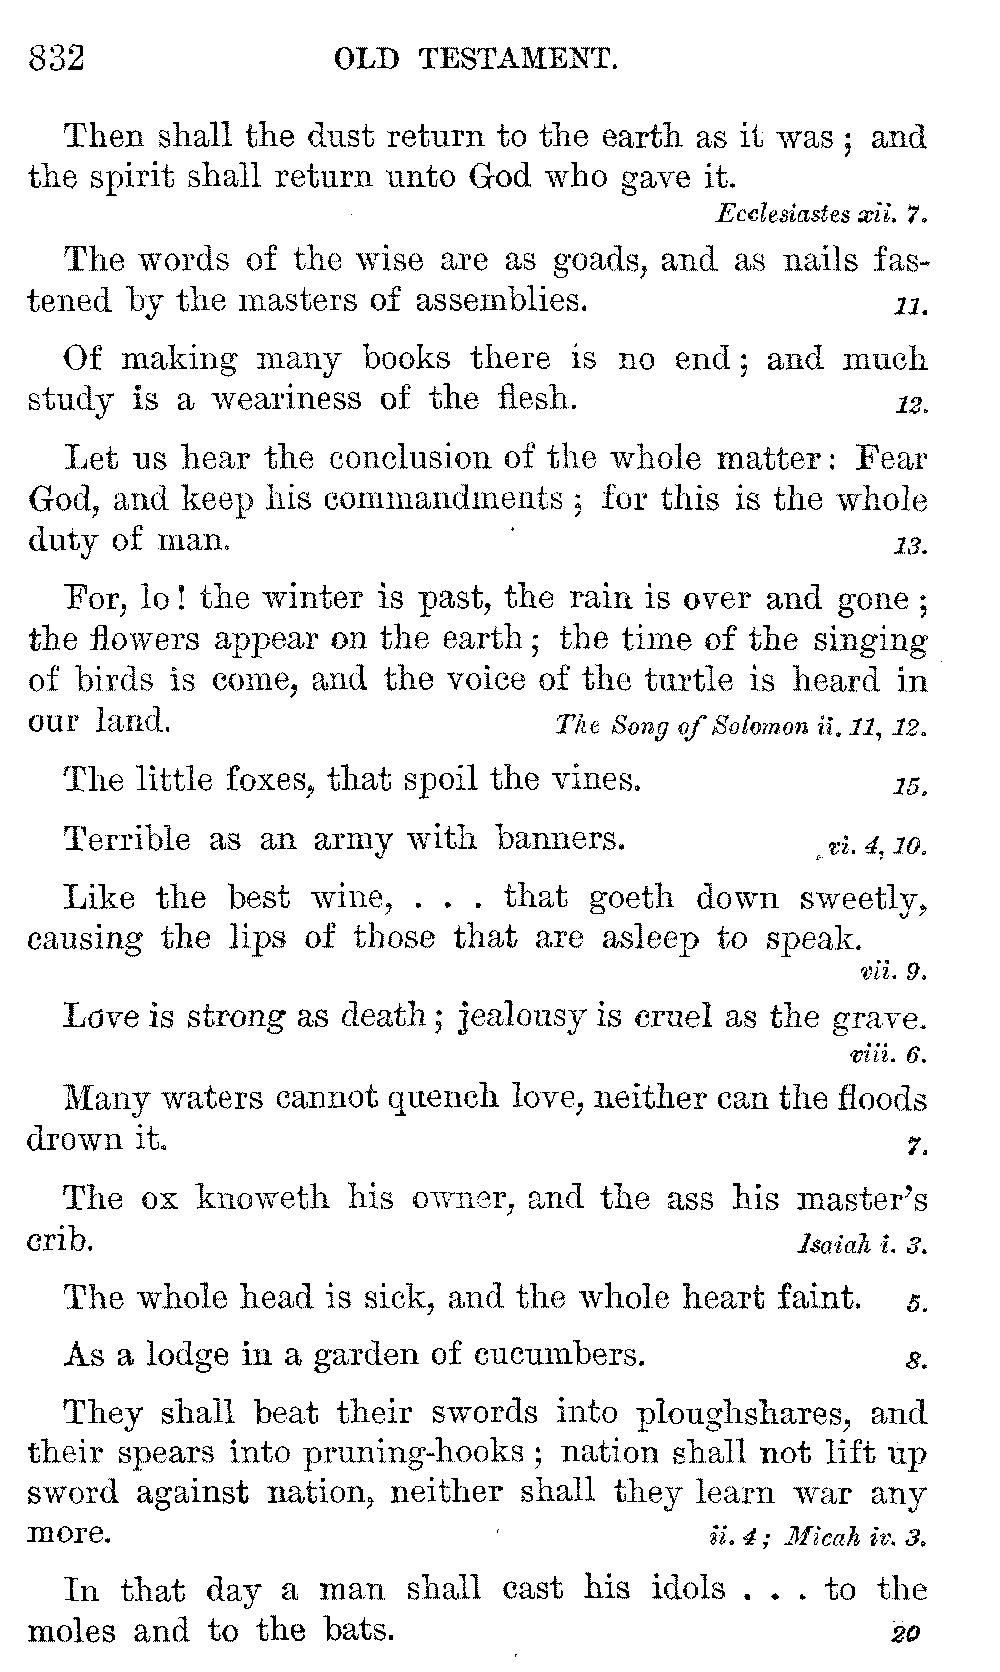 832 OLD TESTAMENT.
Then shall the dust return to the earth as it was ; and
the spirit shall return unto God who gave it.
Ecclesiastes xii. 7.
The words of the wise are as goads, and as nails fas-
tened by the masters of assemblies. 11.
Of making many books there is no end ; and much
study is a weariness of the flesh. 12.
Let us hear the conclusion of the whole matter: Fear
God, and keep his commandments ; for this is the whole
duty of man. 13.
For, lo! the winter is past, the rain is over and gone ;
the flowers appear on the earth ; the time of the singing
of birds is come, and the voice of the turtle is heard in
our land. The Song of Solomon ii. 11, 12.
The little foxes, that spoil the vines. 15.
Terrible as an army with banners. vi. 4, 10.
Like the best wine, . . . that goeth down sweetly,
causing the lips of those that are asleep to speak.
vii. 9.
Love is strong as death ; jealousy is cruel as the grave.
viii. 6.
Many waters cannot quench love, neither can the floods
drown it. 7.
The ox knoweth his owner, and the ass his master's
crib. Isaiah i. 3.
The whole head is sick, and the whole heart faint. 5.
As a lodge in a garden of cucumbers. 8.
They shall beat their swords into ploughshares, and
their spears into pruning-hooks ; nation shall not lift up
sword against nation, neither shall they learn war any
more. ii. 4 ; Micah iv. 3.
In that day a man shall cast his idols . . . to the
moles and to the bats. 20